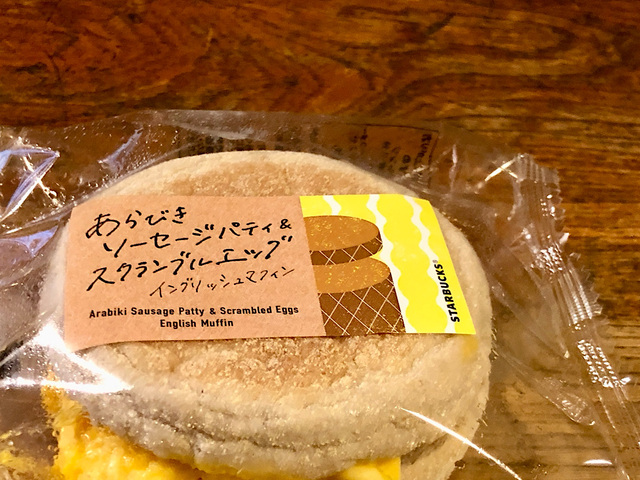 あらびき
ソーセージパティ&
スクランブルエッグ
イングリッシュマフィン
Arabiki Sausage Patty & Scrambled Eggs
English Muffin
STARBUCKS®